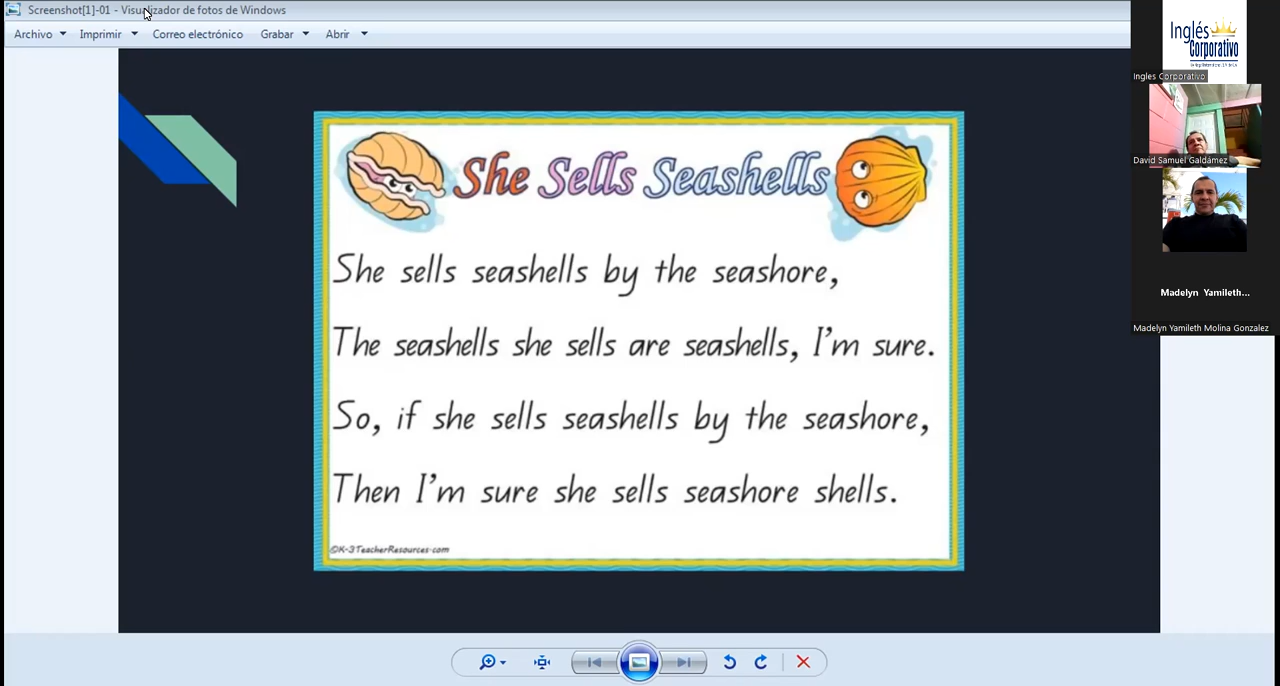 Screenshot[1]-01 - Visualizador de fotos de Windows
Archivo Imprimir Correo electrónico Grabar Abrir
Inglés
Corporativo
Ingles Corporativo
David Samuel Galdámez
Madelyn Yamileth...
Madelyn Yamileth Molina Gonzalez
She Sells Seashells
She sells seashells by the seashore,
The seashells she sells are seashells, I'm sure.
So, if she sells seashells by the seashore,
Then I'm sure she sells seashore shells.
©K-3TeacherResources.com